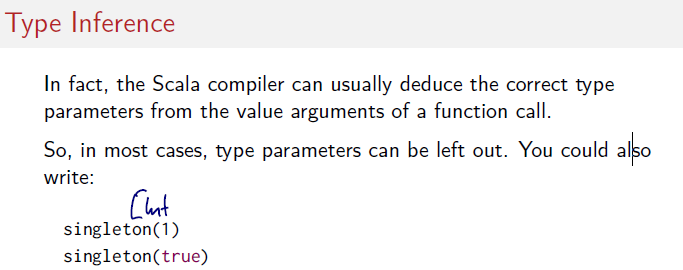 Type Inference
In fact, the Scala compiler can usually deduce the correct type
parameters from the value arguments of a function call.
So, in most cases, type parameters can be left out. You could also
write:
[Int
singleton(1)
singleton(true)